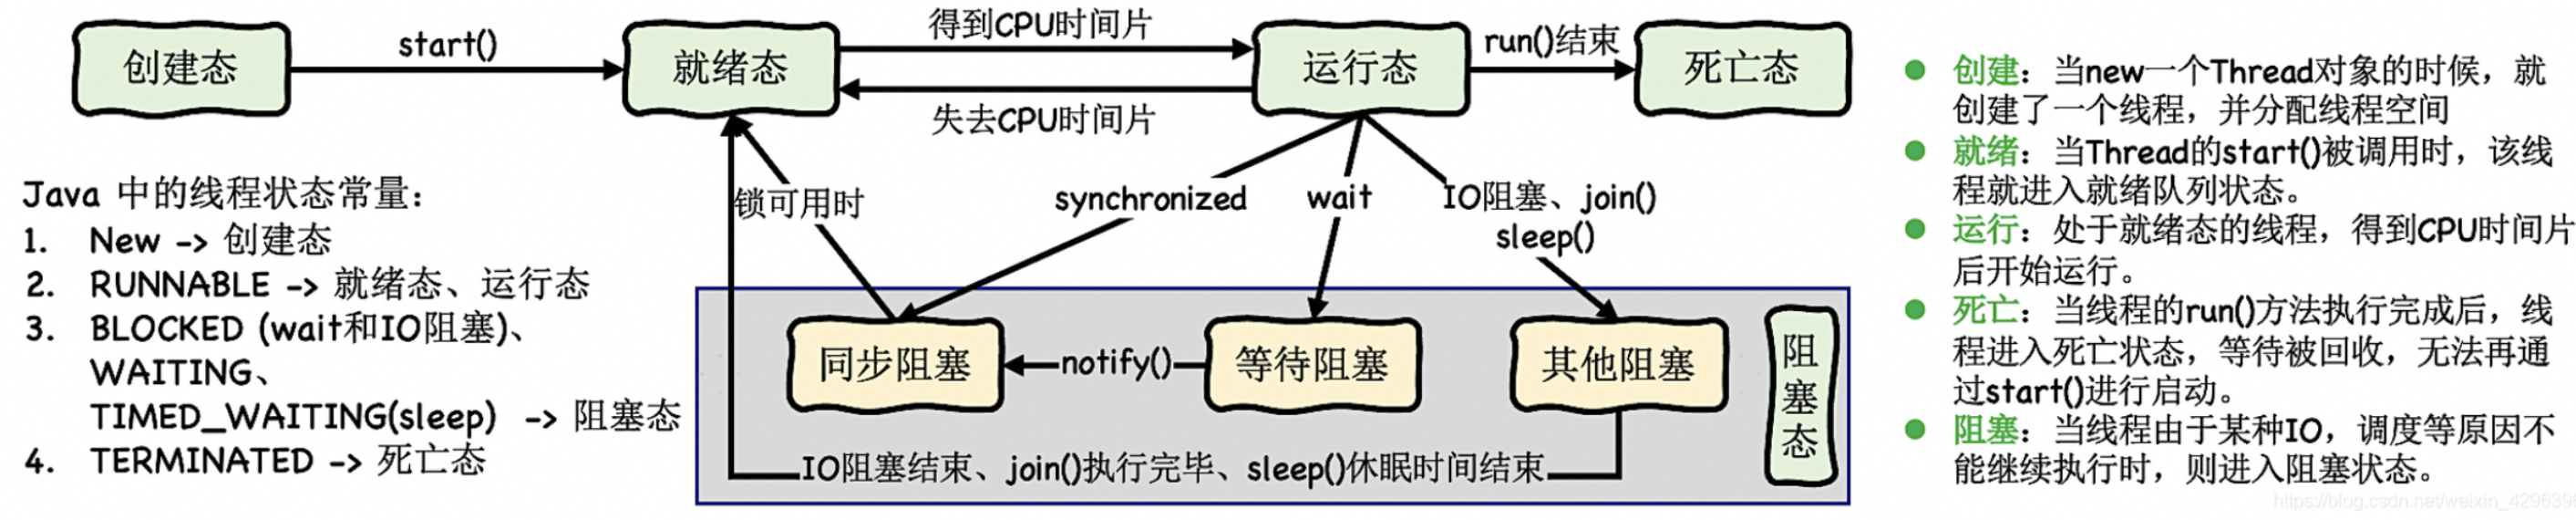 创建态
start()
就绪态
得到CPU时间片
失去CPU时间片
运行态
run()结束
死亡态
Java 中的线程状态常量：
1. New -> 创建态
2. RUNNABLE -> 就绪态、运行态
3. BLOCKED (wait和IO阻塞)、
WAITING、
TIMED_WAITING(sleep) -> 阻塞态
4. TERMINATED -> 死亡态
锁可用时
synchronized
wait
IO阻塞、join()
sleep()
同步阻塞
notify()
等待阻塞
其他阻塞
阻塞态
IO阻塞结束、join()执行完毕、sleep()休眠时间结束
创建：当new一个Thread对象的时候，就
创建了一个线程，并分配线程空间
就绪：当Thread的start()被调用时，该线
程就进入就绪队列状态。
运行：处于就绪态的线程，得到CPU时间片
后开始运行。
死亡：当线程的run()方法执行完成后，线
程进入死亡状态，等待被回收，无法再通
过start()进行启动。
阻塞：当线程由于某种IO，调度等原因不
能继续执行时，则进入阻塞状态。
https://blog.csdn.net/weixin_429639